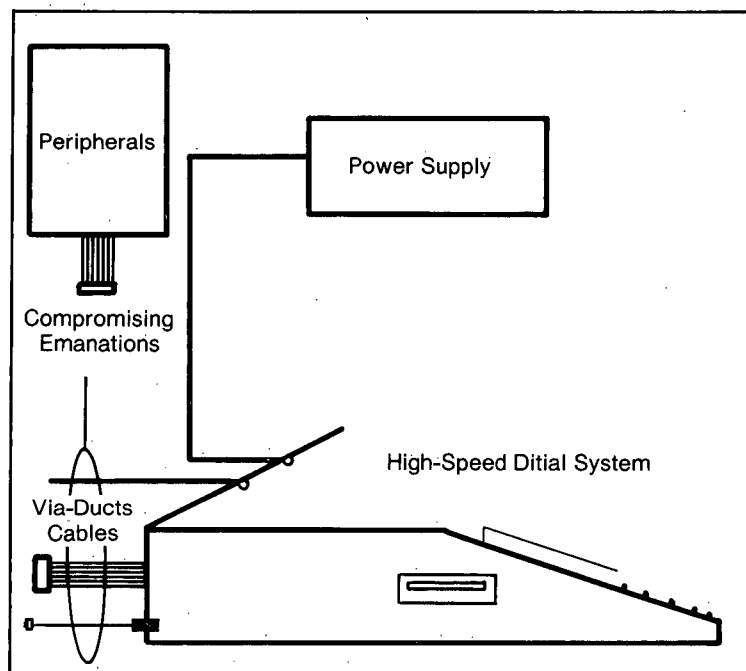 Peripherals
Power Supply
Compromising
Emanations
High-Speed Ditial System
Via-Ducts
Cables